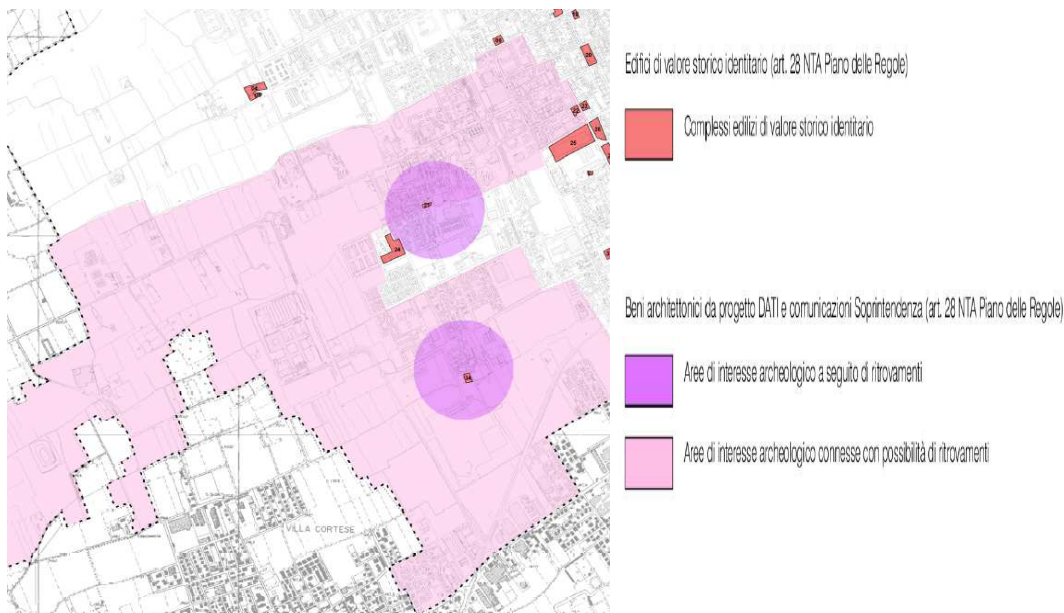 Edifici di valore storico identitario (art. 28 NTA Piano delle Regole)
Complessi edilizi di valore storico identitario
Beni architettonici da progetto DATI e comunicazioni Soprintendenza (art. 28 NTA Piano delle Regole)
Aree di interesse archeologico a seguito di ritrovamenti
Aree di interesse archeologico connesse con possibilità di ritrovamenti
25
VILLA CORTESE